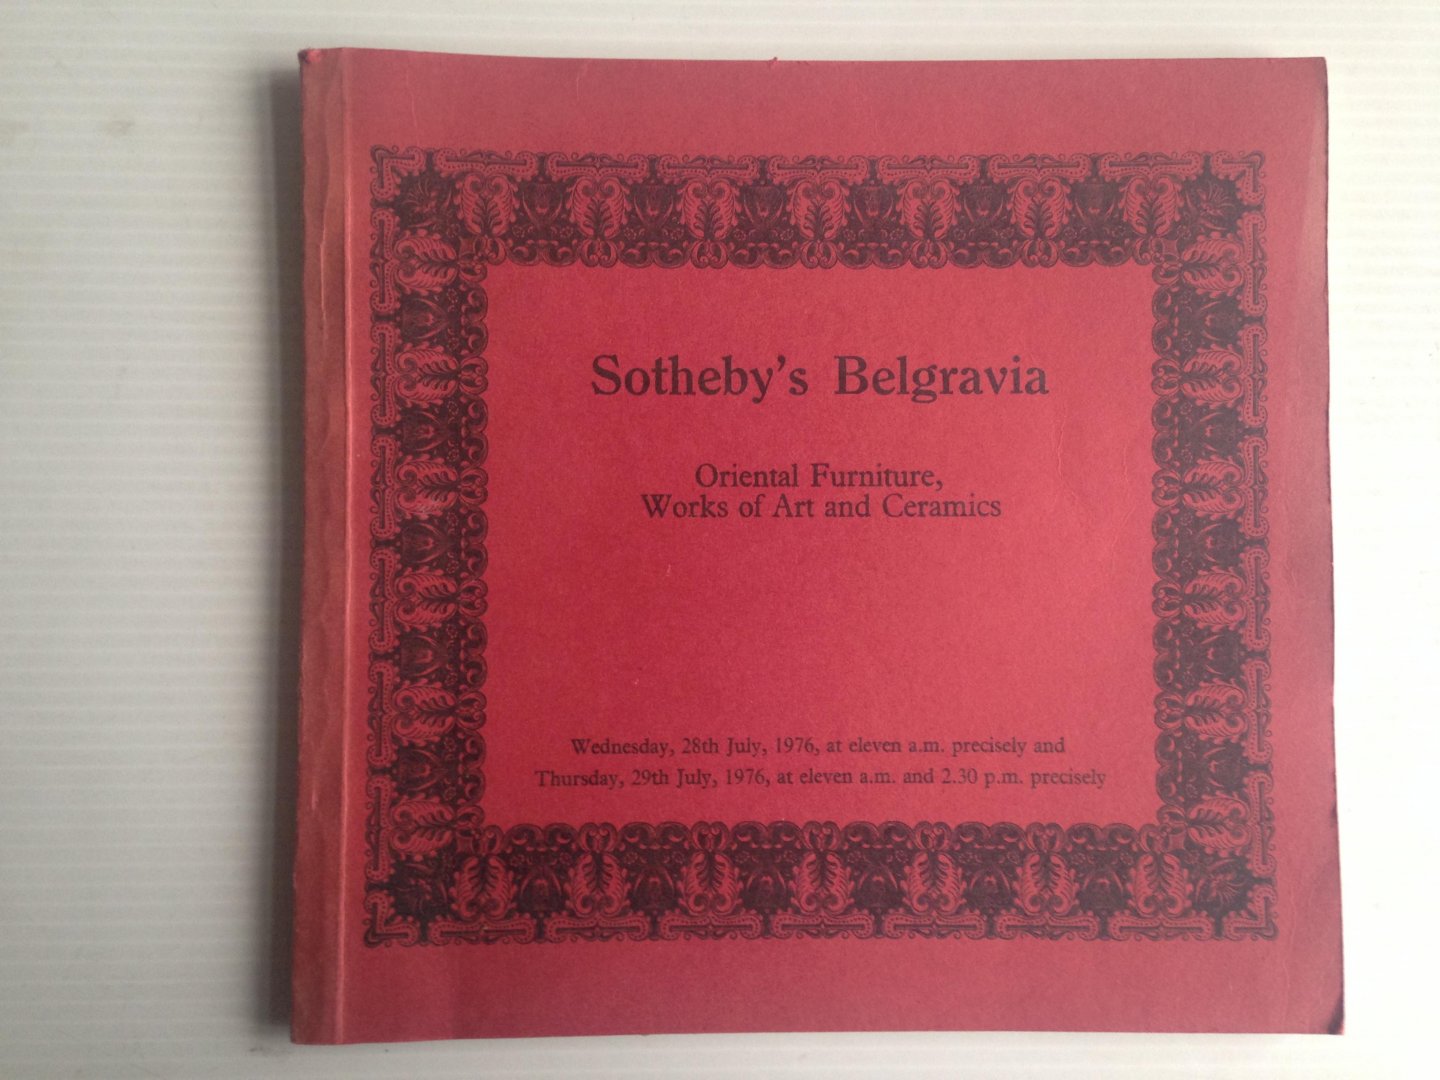 Sotheby's Belgravia
Oriental Furniture,
Works of Art and Ceramics
Wednesday, 28th July, 1976, at eleven a.m. precisely and
Thursday, 29th July, 1976, at eleven a.m. and 2.30 p.m. precisely